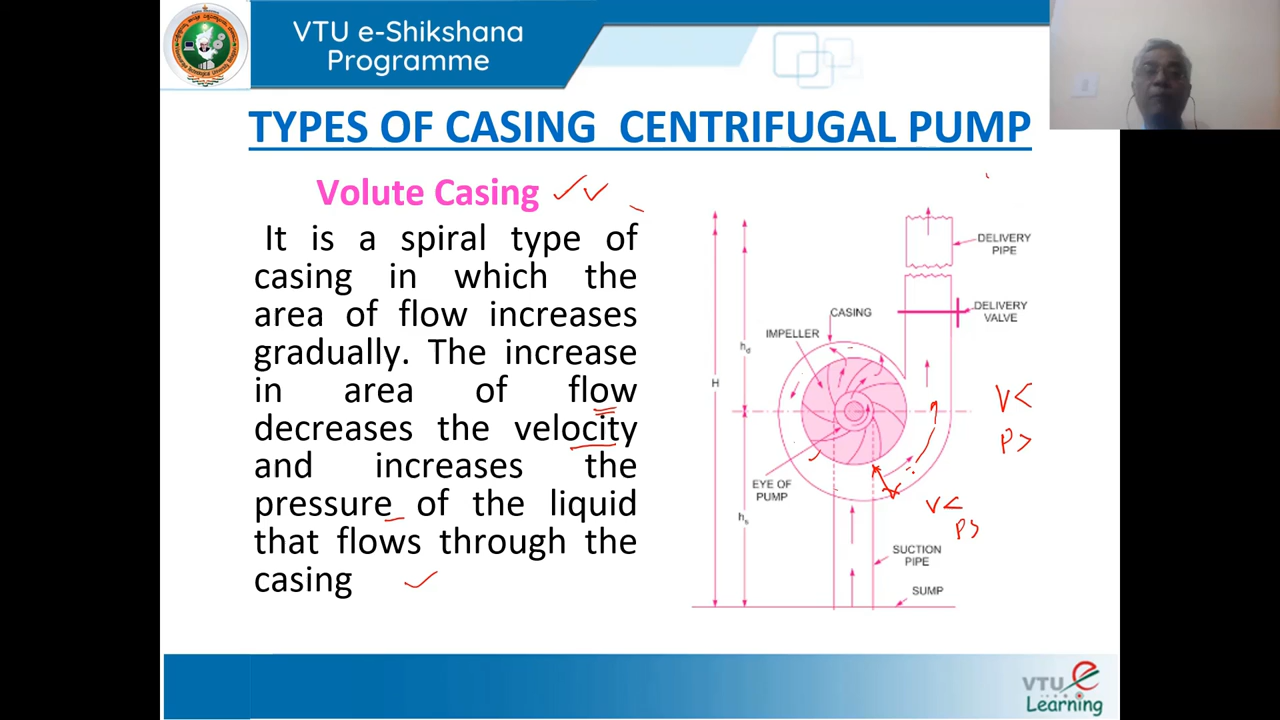 VTU e-Shikshana
Programme
TYPES OF CASING CENTRIFUGAL PUMP
Volute Casing
It is a spiral type of
casing in which the
area of flow increases
gradually. The increase
in area of flow
decreases the velocity
and increases the
pressure of the liquid
that flows through the
casing
DELIVERY
PIPE
DELIVERY
VALVE
CASING
IMPELLER
hd
H
V<
P>
EYE OF
PUMP
V<
P>
hs
SUCTION
PIPE
SUMP
VTU e
Learning